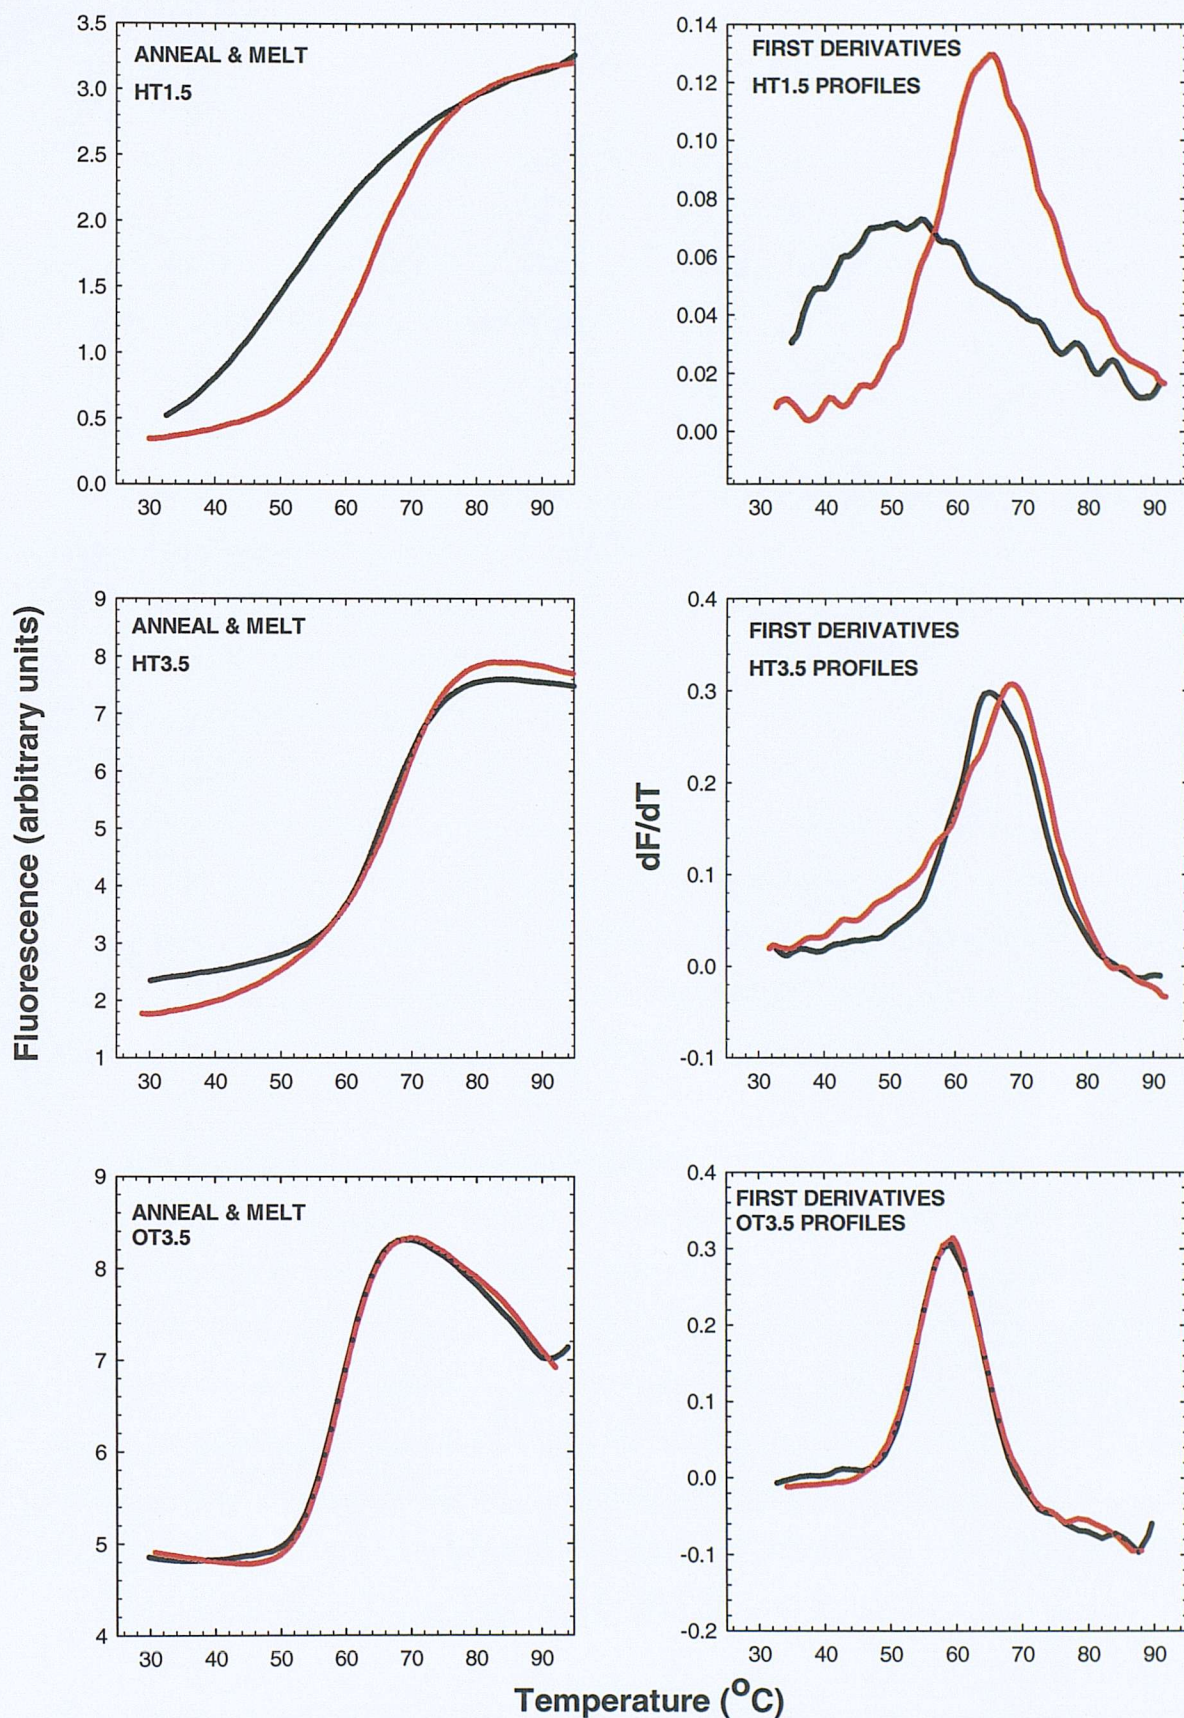 ANNEAL & MELT
HT1.5
3.5
3.0
2.5
2.0
1.5
1.0
0.5
0.0
30 40 50 60 70 80 90
FIRST DERIVATIVES
HT1.5 PROFILES
0.14
0.12
0.10
0.08
0.06
0.04
0.02
0.00
30 40 50 60 70 80 90
Fluorescence (arbitrary units)
ANNEAL & MELT
HT3.5
9
8
7
6
5
4
3
2
1
30 40 50 60 70 80 90
dF/dT
FIRST DERIVATIVES
HT3.5 PROFILES
0.4
0.3
0.2
0.1
0.0
-0.1
30 40 50 60 70 80 90
ANNEAL & MELT
OT3.5
9
8
7
6
5
4
30 40 50 60 70 80 90
FIRST DERIVATIVES
OT3.5 PROFILES
0.4
0.3
0.2
0.1
0.0
-0.1
-0.2
30 40 50 60 70 80 90
Temperature (°C)